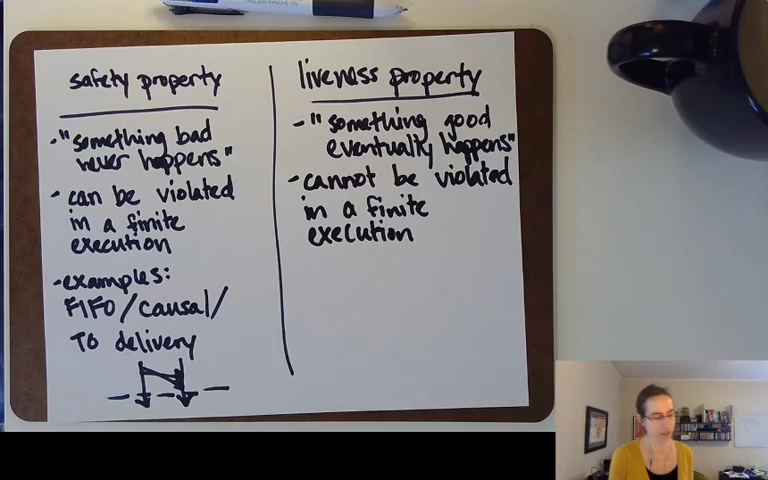 safety property
- "something bad
never happens"
- can be violated
in a finite
execution
- examples:
FIFO/causal/
TO delivery
liveness property
- "something good
eventually happens"
- cannot be violated
in a finite
execution